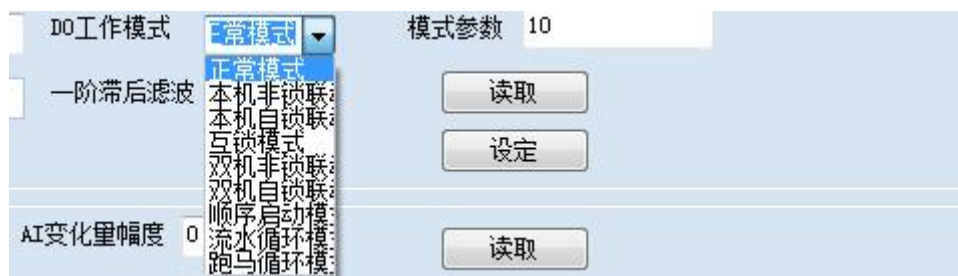 DO工作模式
常模式
模式参数
10
正常模式
一阶滞后滤波
本机非锁联
本机自锁联
互锁模式
双机非锁联
双机自锁联
顺序启动模
流水循环模
跑马循环模
读取
设定
AI变化量幅度
0
读取